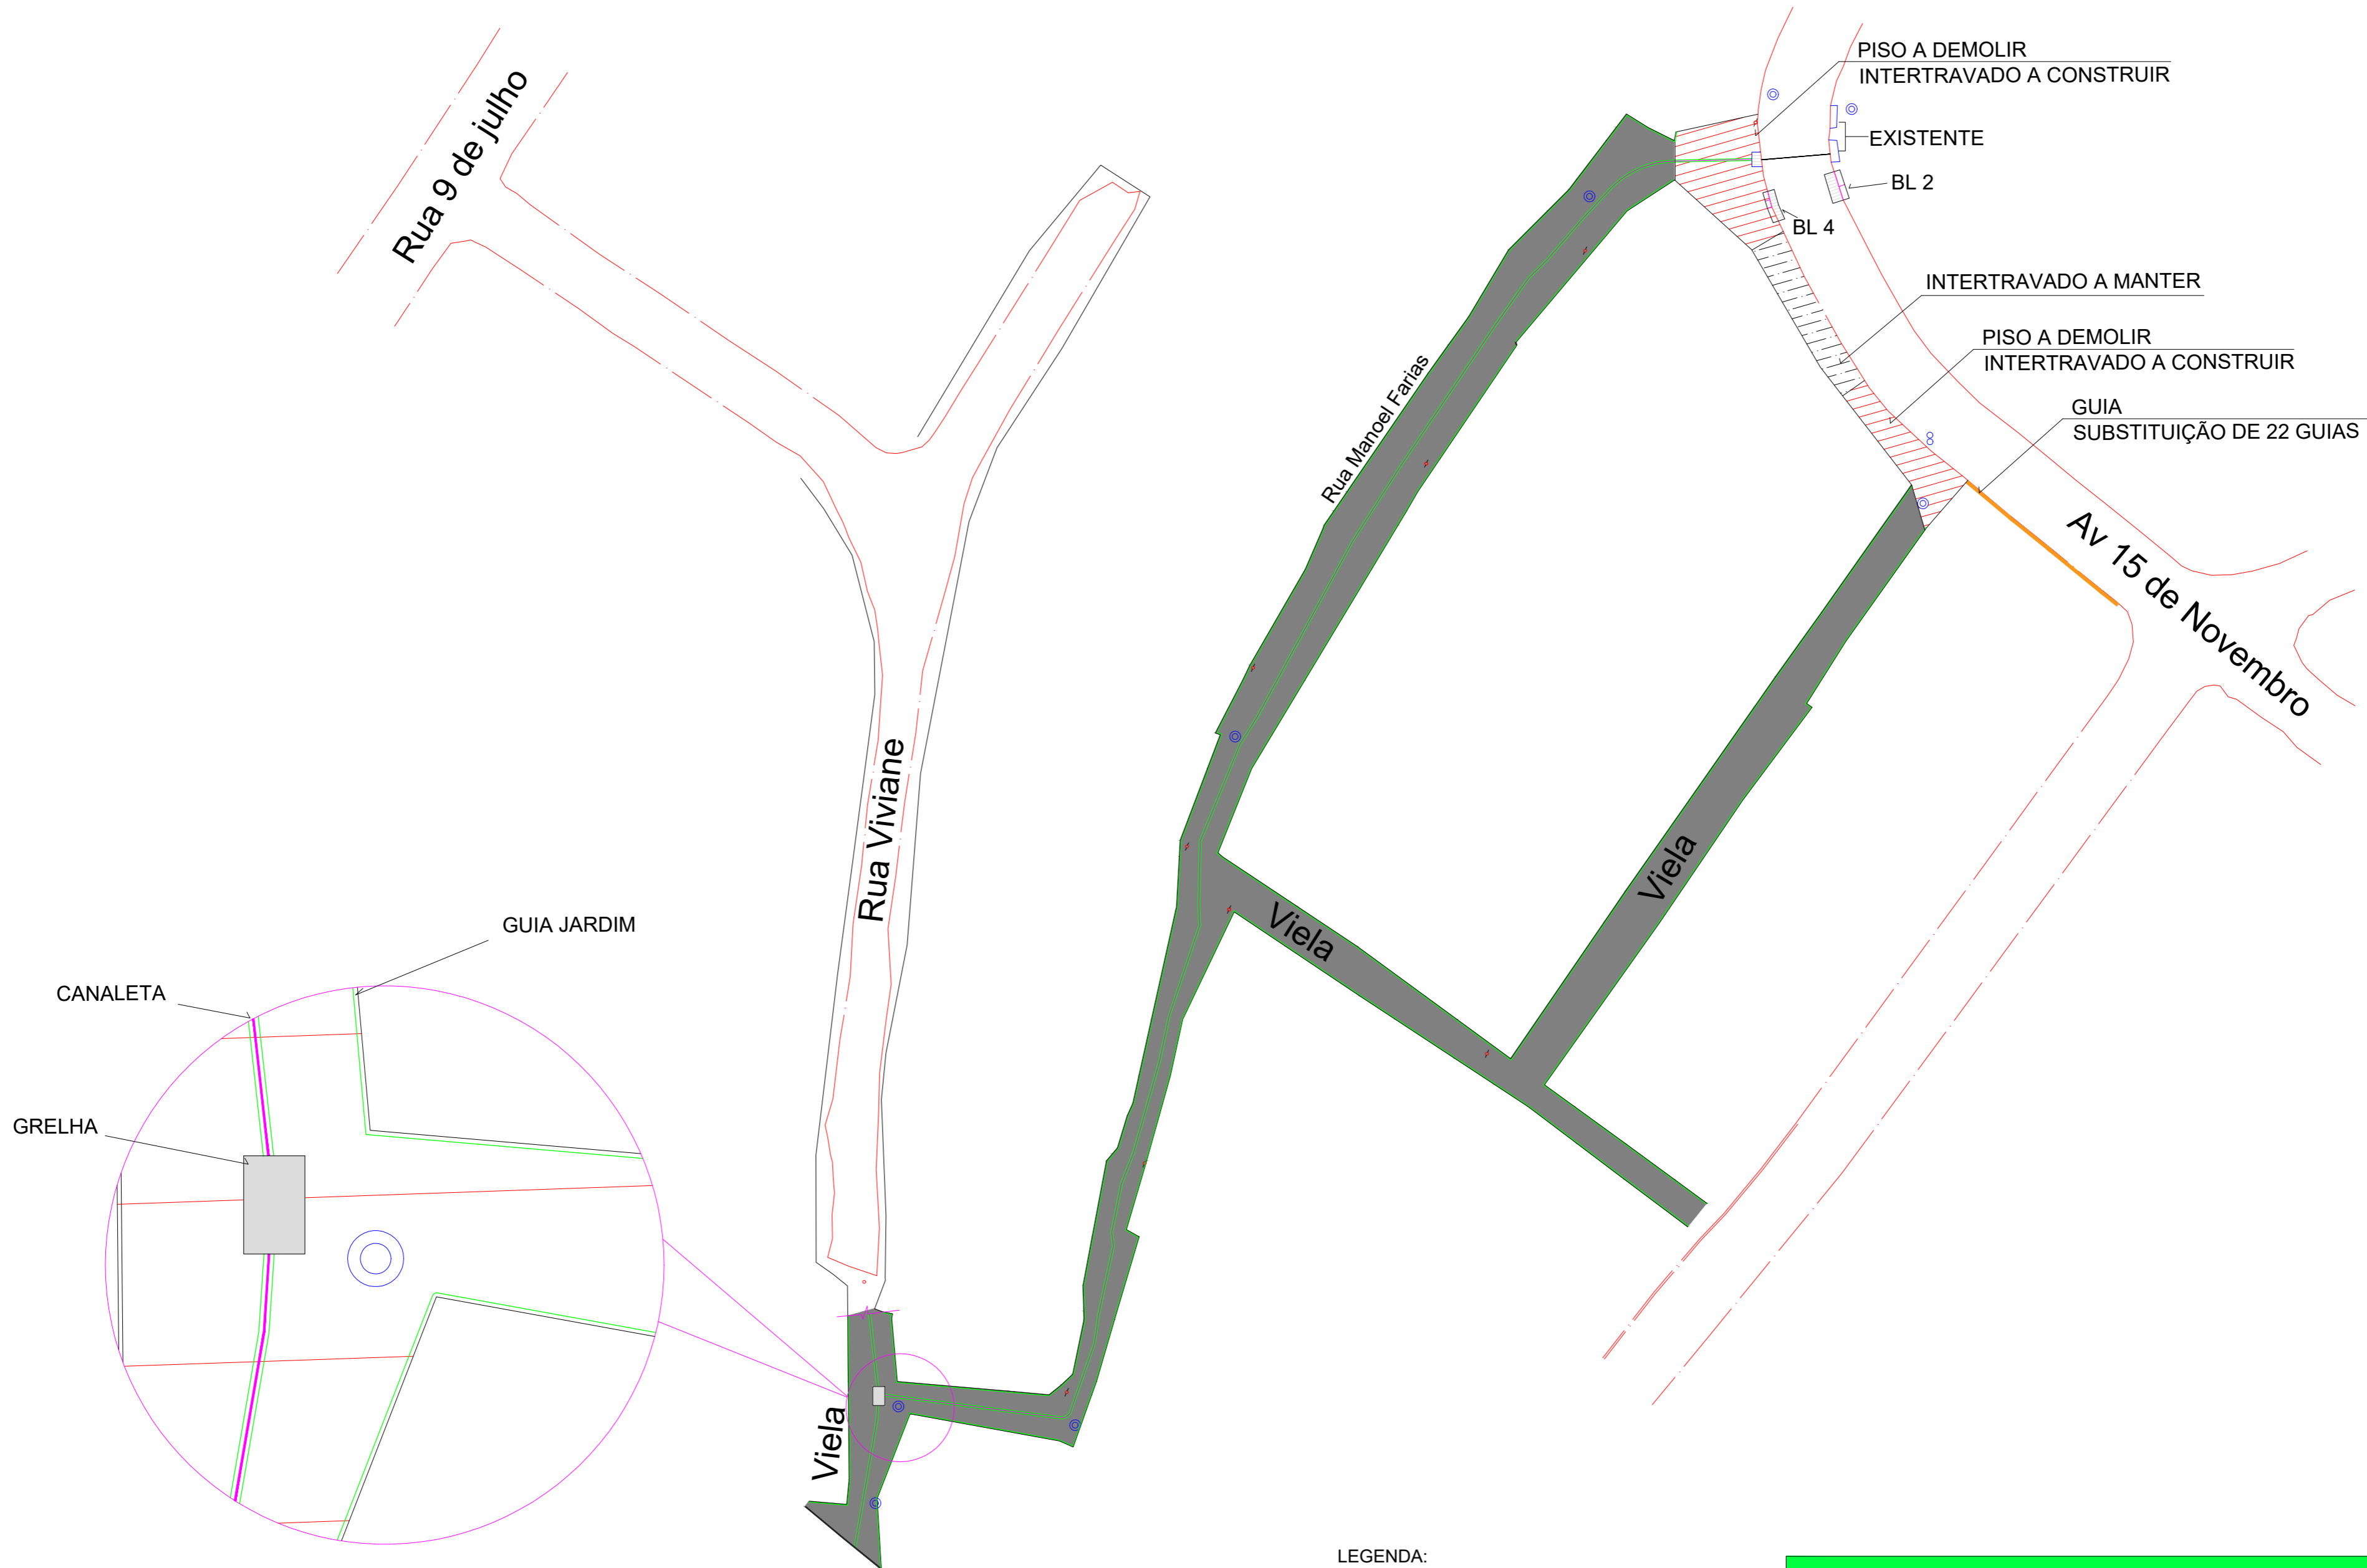 PISO A DEMOLIR
INTERTRAVADO A CONSTRUIR
Rua 9 de julho
EXISTENTE
BL 2
BL 4
INTERTRAVADO A MANTER
PISO A DEMOLIR
INTERTRAVADO A CONSTRUIR
GUIA
SUBSTITUIÇÃO DE 22 GUIAS
Rua Manoel Farias
Av 15 de Novembro
Rua Viviane
Viela
Viela
GUIA JARDIM
CANALETA
GRELHA
Viela
LEGENDA: